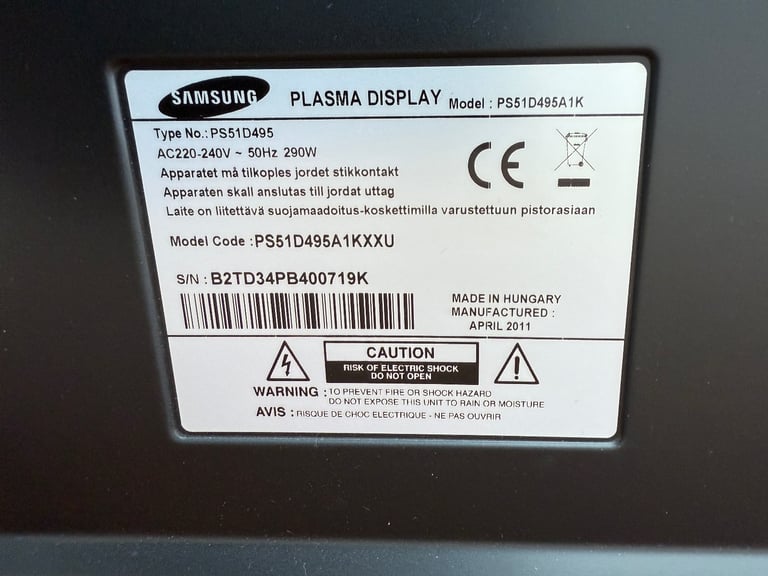 SAMSUNG PLASMA DISPLAY Model : PS51D495A1K
Type No.:PS51D495
AC220-240V ~ 50Hz 290W
Apparatet må tilkoples jordet stikkontakt
Apparaten skall anslutas till jordat uttag
Laite on liitettävä suojamaadoitus-koskettimilla varustettuun pistorasiaan
CE
Model Code :PS51D495A1KXXU
S/N : B2TD34PB400719K
MADE IN HUNGARY
MANUFACTURED :
APRIL 2011
CAUTION
RISK OF ELECTRIC SHOCK
DO NOT OPEN
WARNING : TO PREVENT FIRE OR SHOCK HAZARD
DO NOT EXPOSE THIS UNIT TO RAIN OR MOISTURE
AVIS : RISQUE DE CHOC ELECTRIQUE - NE PAS OUVRIR